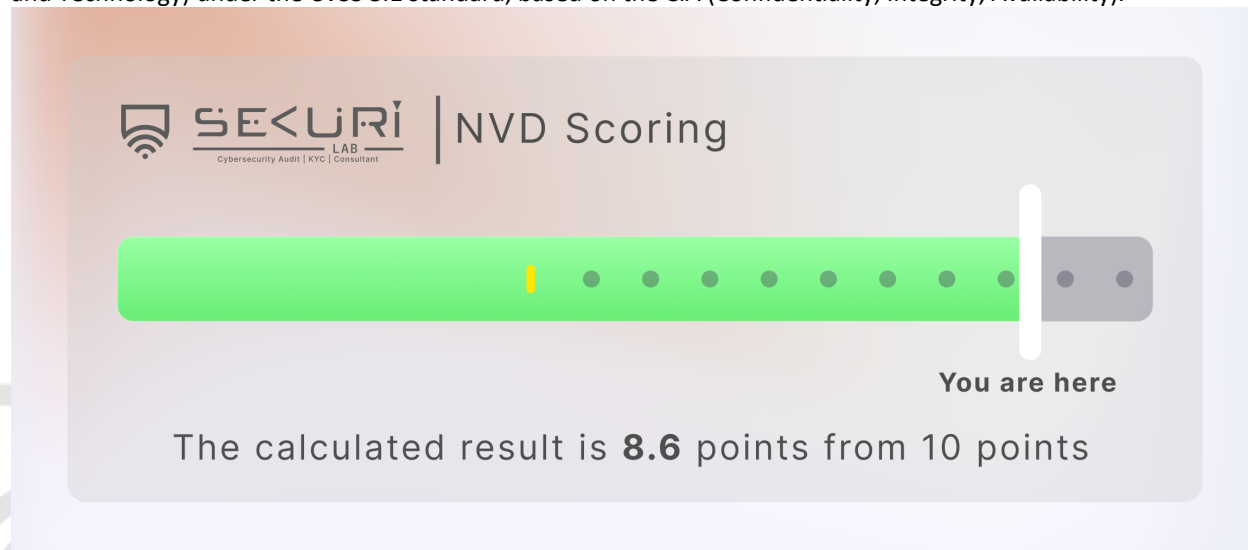 SEKURI
LAB
Cybersecurity Audit | KYC | Consultant
NVD Scoring
You are here
The calculated result is 8.6 points from 10 points